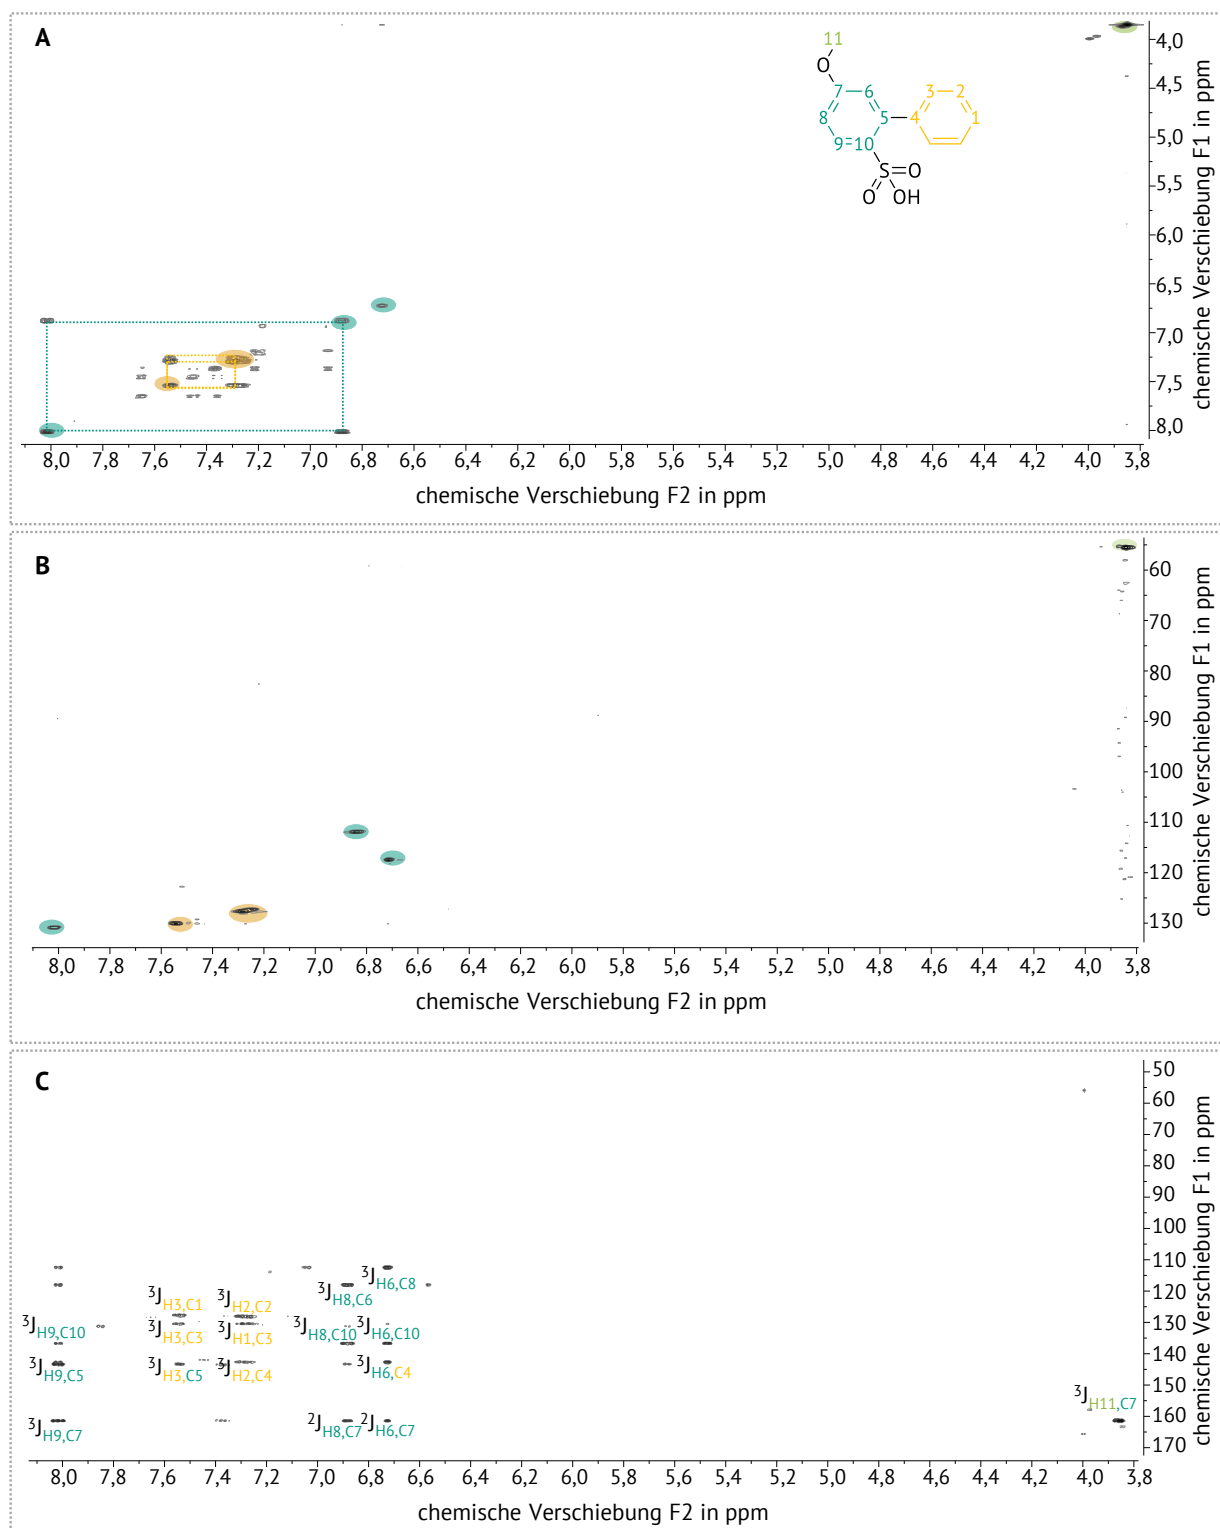 A
11
O
7 6 3 2
8 5 4 1
9=10
S=O
O OH
4,0
4,5
5,0
5,5
6,0
6,5
7,0
7,5
8,0
chemische Verschiebung F1 in ppm
8,0 7,8 7,6 7,4 7,2 7,0 6,8 6,6 6,4 6,2 6,0 5,8 5,6 5,4 5,2 5,0 4,8 4,6 4,4 4,2 4,0 3,8
chemische Verschiebung F2 in ppm
B
60
70
80
90
100
110
120
130
chemische Verschiebung F1 in ppm
8,0 7,8 7,6 7,4 7,2 7,0 6,8 6,6 6,4 6,2 6,0 5,8 5,6 5,4 5,2 5,0 4,8 4,6 4,4 4,2 4,0 3,8
chemische Verschiebung F2 in ppm
C
50
60
70
80
90
100
110
120
130
140
150
160
170
chemische Verschiebung F1 in ppm
³J H6,C8
³J H3,C1 ³J H2,C2 ³J H8,C6
³J H9,C10 ³J H3,C3 ³J H1,C3 ³J H8,C10 ³J H6,C10
³J H9,C5 ³J H3,C5 ³J H2,C4 ³J H6,C4
³J H11,C7
³J H9,C7 ²J H8,C7 ²J H6,C7
8,0 7,8 7,6 7,4 7,2 7,0 6,8 6,6 6,4 6,2 6,0 5,8 5,6 5,4 5,2 5,0 4,8 4,6 4,4 4,2 4,0 3,8
chemische Verschiebung F2 in ppm